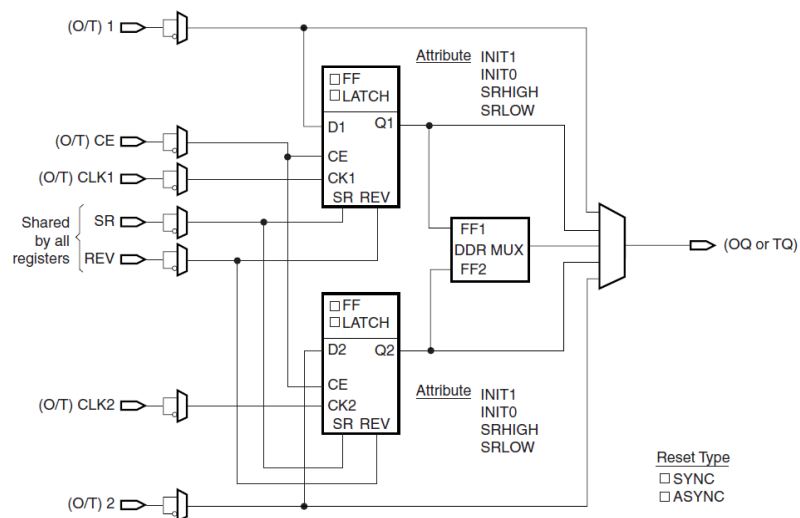 (O/T) 1
Attribute INIT1
INIT0
SRHIGH
SRLOW
FF
LATCH
D1 Q1
CE
CK1
SR REV
(O/T) CE
(O/T) CLK1
Shared
by all
registers
SR
REV
FF1
DDR MUX
FF2
(OQ or TQ)
FF
LATCH
D2 Q2
CE
CK2
SR REV
Attribute INIT1
INIT0
SRHIGH
SRLOW
(O/T) CLK2
(O/T) 2
Reset Type
SYNC
ASYNC